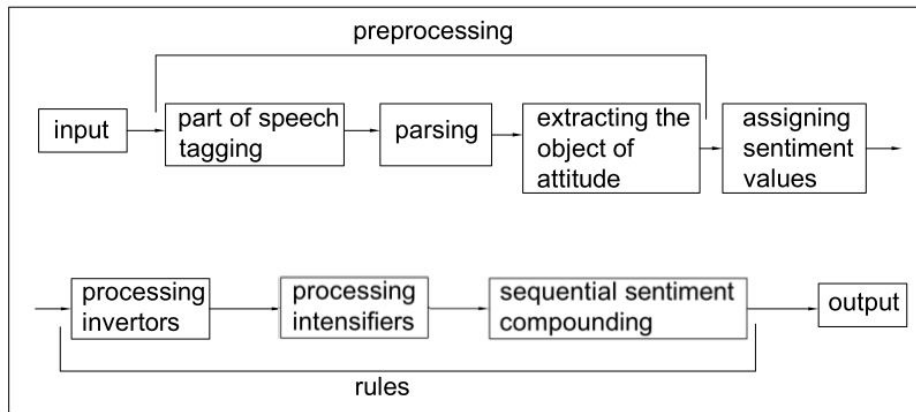 preprocessing
input
part of speech
tagging
parsing
extracting the
object of
attitude
assigning
sentiment
values
processing
invertors
processing
intensifiers
sequential sentiment
compounding
output
rules